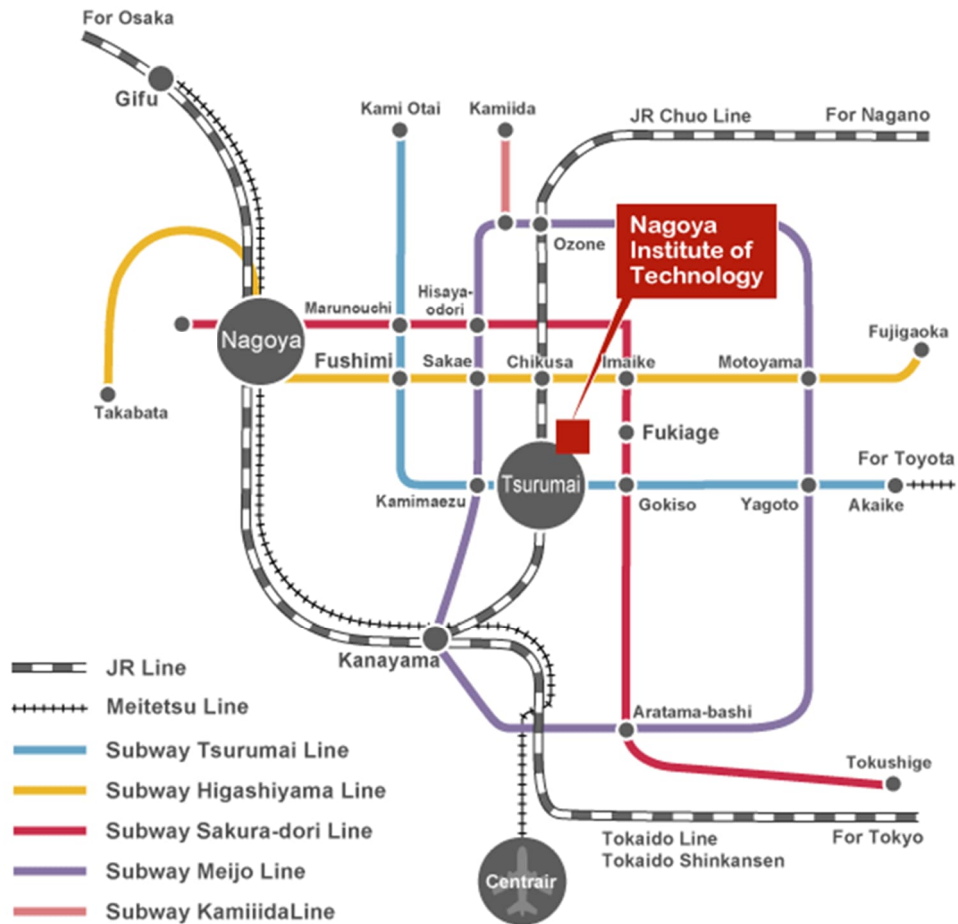 For Osaka
Gifu
Kami Otai
Kamiida
JR Chuo Line
For Nagano
Nagoya
Institute of
Technology
Ozone
Hisaya-
odori
Marunouchi
Nagoya
Fushimi
Sakae
Chikusa
Imaike
Motoyama
Fujigaoka
Takabata
Fukiage
For Toyota
Kamimaezu
Tsurumai
Gokiso
Yagoto
Akaike
Kanayama
JR Line
Meitetsu Line
Subway Tsurumai Line
Subway Higashiyama Line
Subway Sakura-dori Line
Subway Meijo Line
Subway KamiiidaLine
Aratama-bashi
Tokushige
Tokaido Line
Tokaido Shinkansen
For Tokyo
Centrair